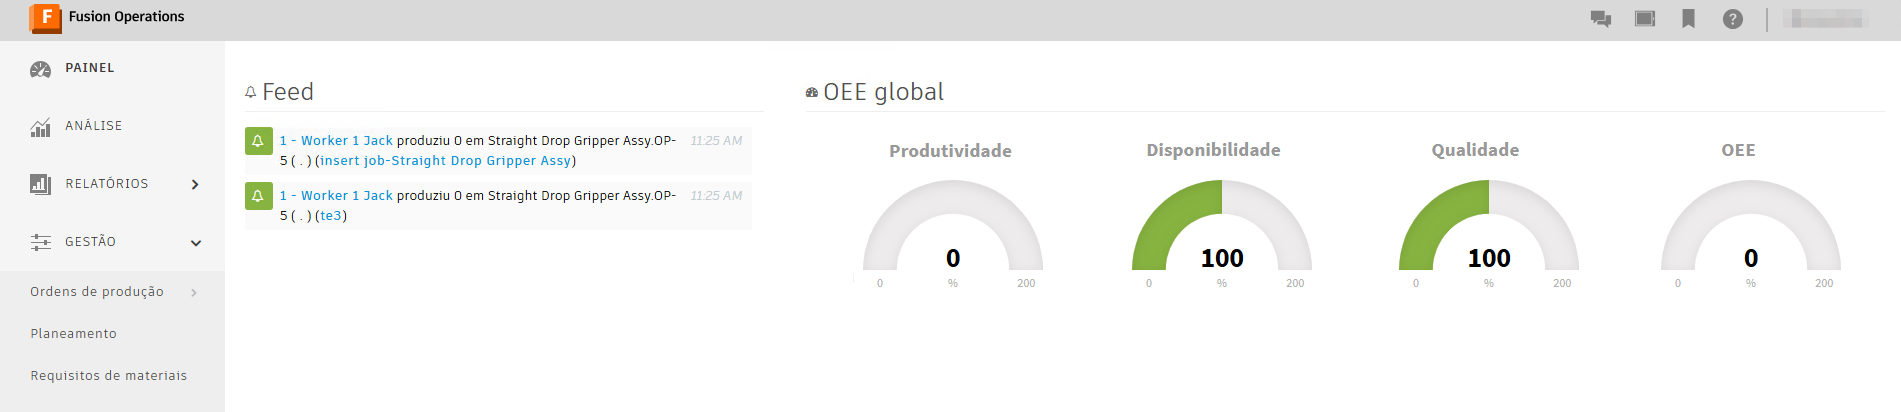 F Fusion Operations
?
PAINEL
ANÁLISE
RELATÓRIOS
GESTÃO
Ordens de produção
Planeamento
Requisitos de materiais
Feed
1 - Worker 1 Jack produziu 0 em Straight Drop Gripper Assy.OP- 11:25 AM
5 ( . ) (insert job-Straight Drop Gripper Assy)
1 - Worker 1 Jack produziu 0 em Straight Drop Gripper Assy.OP- 11:25 AM
5 ( . ) (te3)
OEE global
Produtividade Disponibilidade Qualidade OEE
0 100 100 0
0 % 200 0 % 200 0 % 200 0 % 200